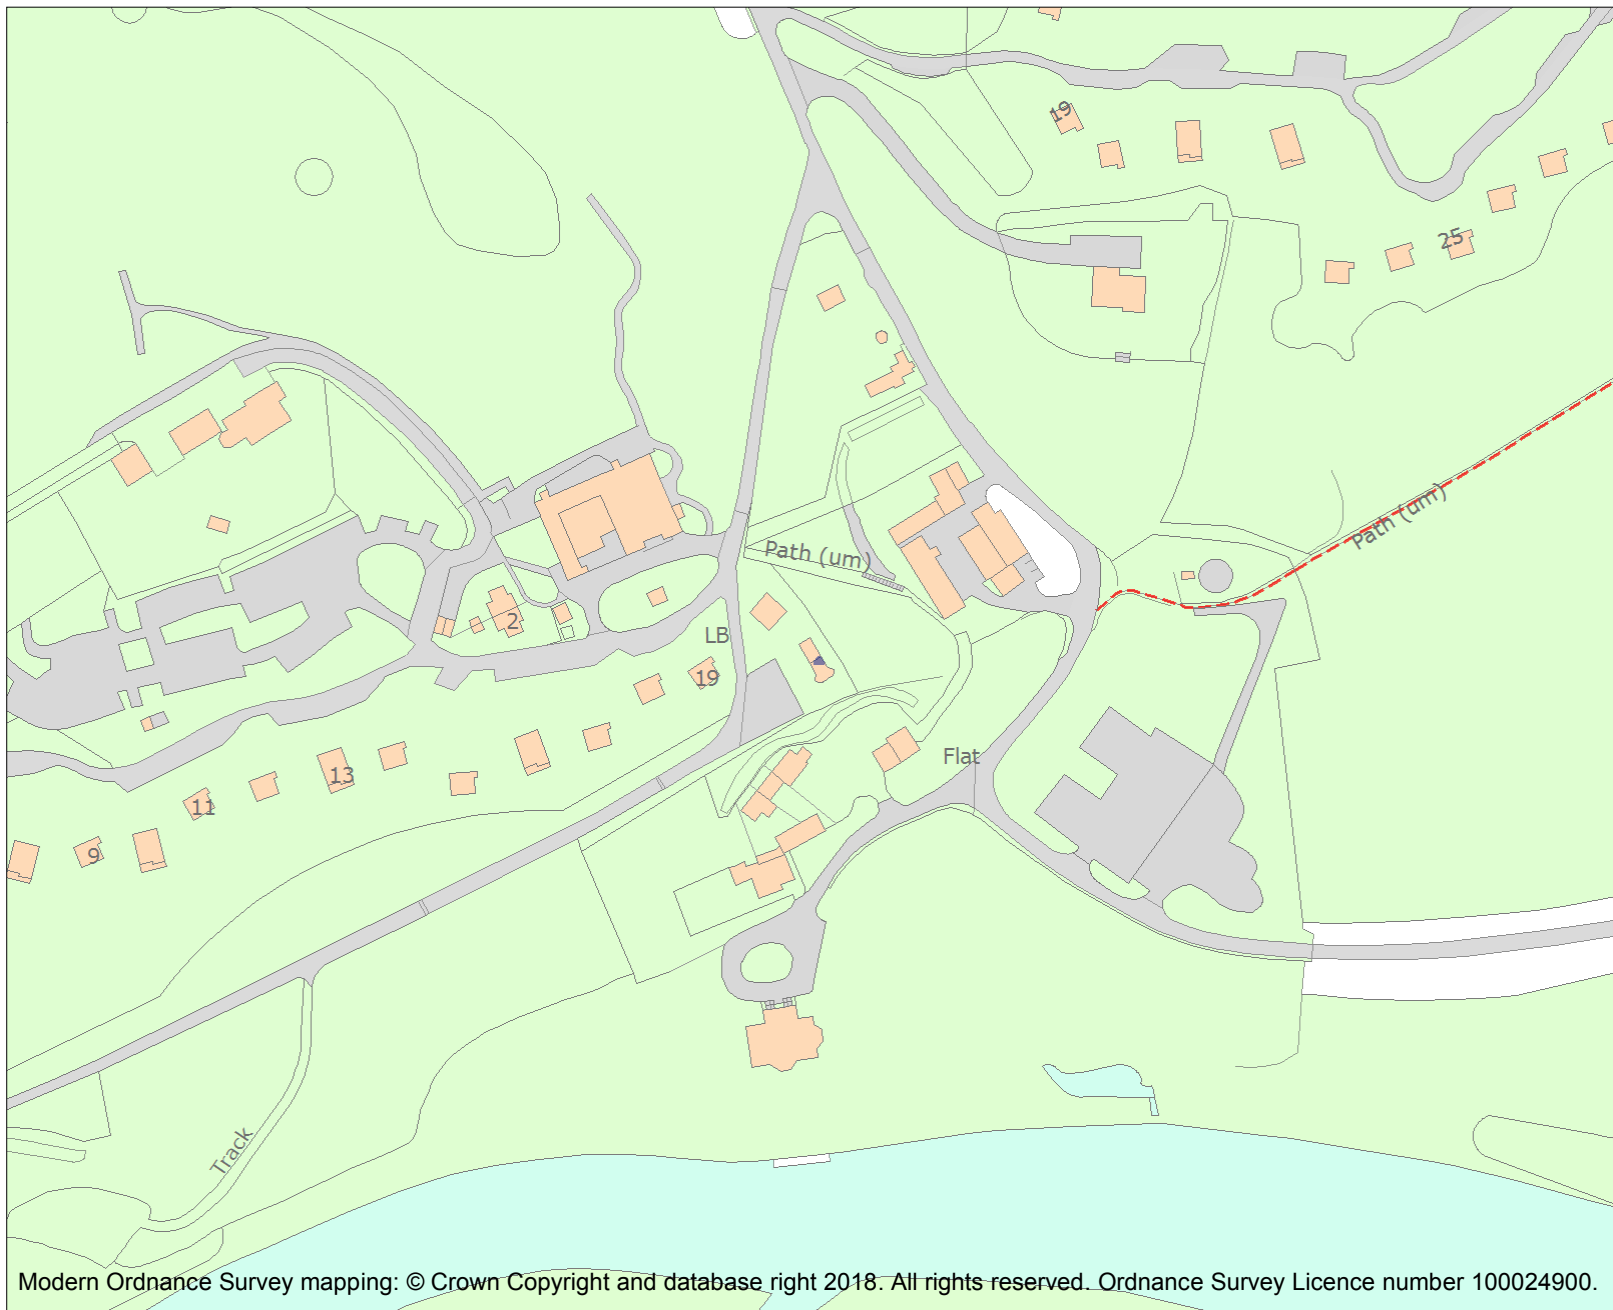 19
25
Path (um)
Path (um)
2
LB
19
Flat
13
11
9
Track
Modern Ordnance Survey mapping: © Crown Copyright and database right 2018. All rights reserved. Ordnance Survey Licence number 100024900.